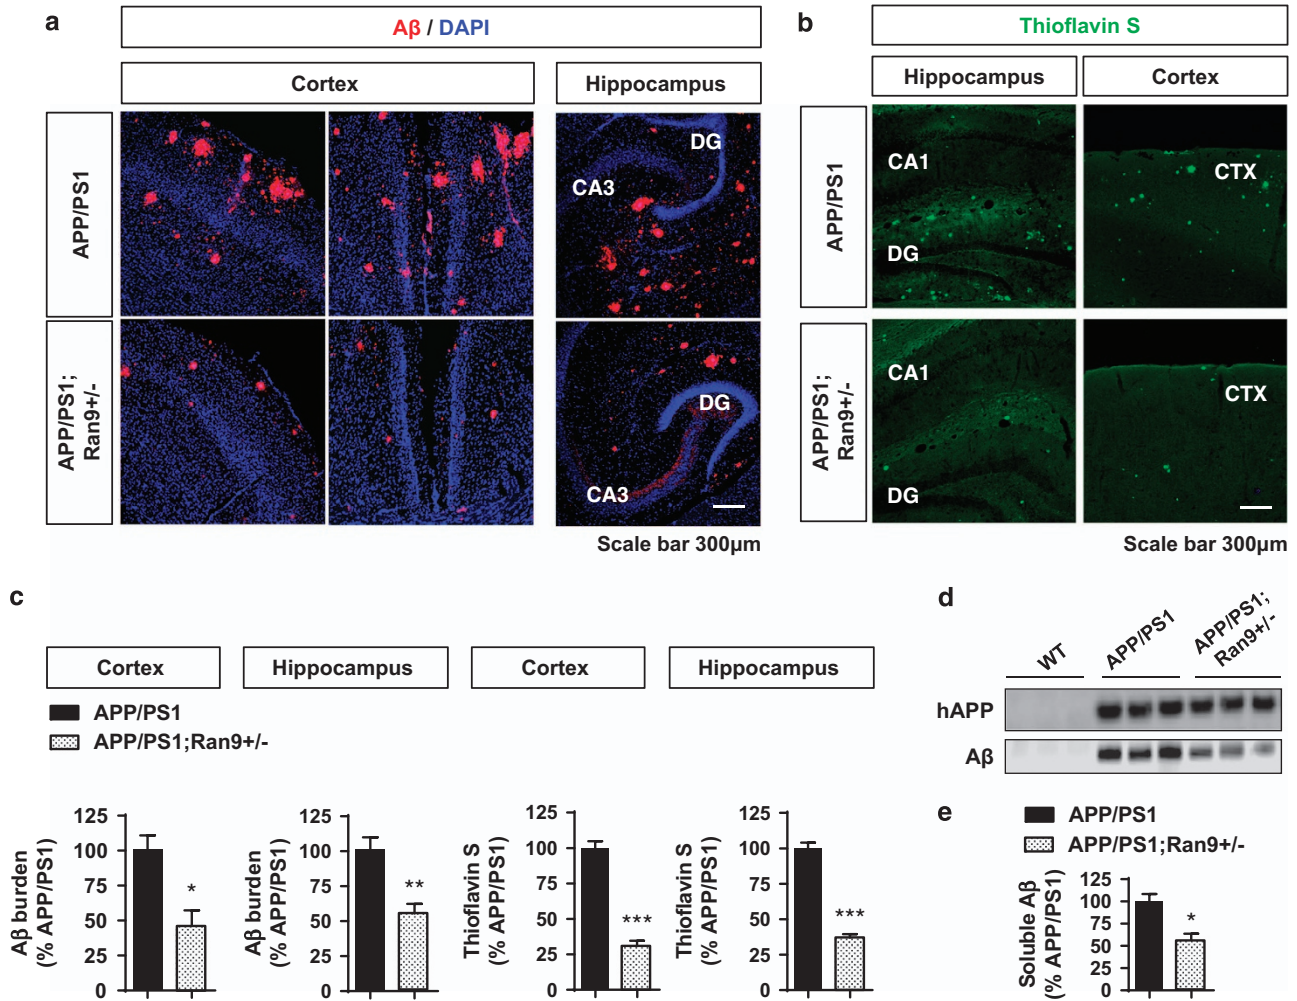 a
Aβ / DAPI
Cortex
Hippocampus
APP/PS1
DG
CA3
APP/PS1;
Ran9+/-
DG
CA3
Scale bar 300μm
b
Thioflavin S
Hippocampus
Cortex
APP/PS1
CA1
DG
CTX
APP/PS1;
Ran9+/-
CA1
DG
CTX
Scale bar 300μm
c
Cortex
Hippocampus
Cortex
Hippocampus
APP/PS1
APP/PS1;Ran9+/-
Aβ burden
(% APP/PS1)
125
100
75
50
25
0
*
Aβ burden
(% APP/PS1)
125
100
75
50
25
0
**
Thioflavin S
(% APP/PS1)
125
100
75
50
25
0
***
Thioflavin S
(% APP/PS1)
125
100
75
50
25
0
***
d
WT
APP/PS1
APP/PS1;
Ran9+/-
hAPP
Aβ
e
APP/PS1
APP/PS1;Ran9+/-
Soluble Aβ
(% APP/PS1)
125
100
75
50
25
0
*